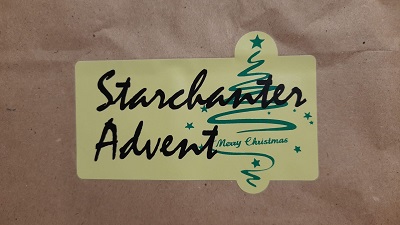 Starchanter
Advent
Merry Christmas